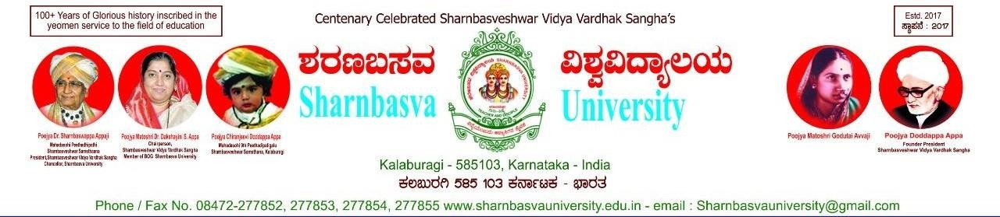 100+ Years of Glorious history inscribed in the
yeomen service to the field of education
Centenary Celebrated Sharnbasveshwar Vidya Vardhak Sangha's
Estd. 2017
ಸ್ಥಾಪನೆ : 2017
ಶರಣಬಸವ ವಿಶ್ವವಿದ್ಯಾಲಯ
Sharnbasva University
TEACHER AND DISCIPLE
Poojya Dr. Sharnbaswappa Appaji
Mahadasohi Peethadhipathi
Sharnbasveshwar Samsthaana
President,Sharnbasveshwar Vidya Vardhak Sangha
Chancellor, Sharnbasva University
Poojya Matoshri Dr. Dakshayini S. Appa
Chairperson,
Sharnbasveshwar Vidya Vardhak Sangha
Member of BOG Sharnbasva University
Poojya Chiranjeevi Doddappa Appa
Mahadasohi 9th Peethadipatigalu
Sharnbasveshwar Samsthana, Kalaburagi
Poojya Matoshri Godutai Avvaji
Poojya Doddappa Appa
Founder President
Sharnbasveshwar Vidya Vardhak Sangha
Kalaburagi - 585103, Karnataka - India
ಕಲಬುರಗಿ 585 103 ಕರ್ನಾಟಕ - ಭಾರತ
Phone / Fax No. 08472-277852, 277853, 277854, 277855 www.sharnbasvauniversity.edu.in - email : Sharnbasvauniversity@gmail.com